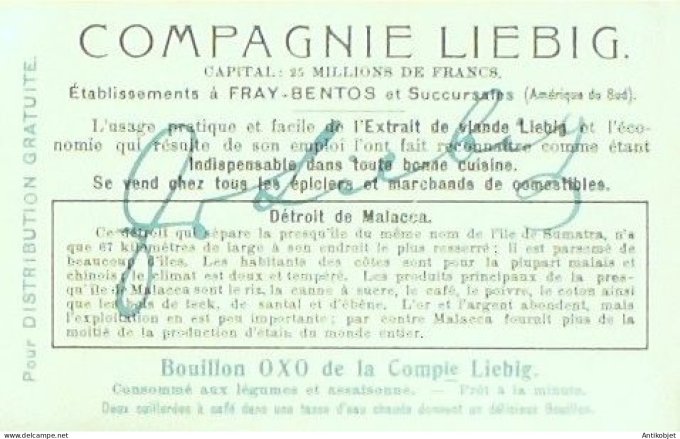 COMPAGNIE LIEBIG.
CAPITAL: 25 MILLIONS DE FRANCS.
Établissements à FRAY-BENTOS et Succursales (Amérique du Sud).
L'usage pratique et facile de l'Extrait de viande Liebig et l'éco-
nomie qui résulte de son emploi l'ont fait reconnaître comme étant
Indispensable dans toute bonne cuisine.
Se vend chez tous les épiciers et marchands de comestibles.
Détroit de Malacca.
Ce détroit qui sépare la presqu'île du même nom de l'île de Sumatra, n'a
que 67 kilomètres de large à son endroit le plus resserré; il est parsemé de
beaucoup d'îles. Les habitants des côtes sont pour la plupart malais et
chinois, le climat est doux et tempéré. Les produits principaux de la pres-
qu'île de Malacca sont le riz, la canne à sucre, le café, le poivre, le coton ainsi
que les bois de teck, de santal et d'ébène. L'or et l'argent abondent, mais
l'exploitation en est peu importante; par contre Malacca fournit plus de la
moitié de la production d'étain du monde entier.
Bouillon OXO de la Compie Liebig.
Consommé aux légumes et assaisonné. — Prêt à la minute.
Deux cuillerées à café dans une tasse d'eau chaude donnent un délicieux Bouillon.
Pour DISTRIBUTION GRATUITE.
J v Liebig
Antikobjet.com